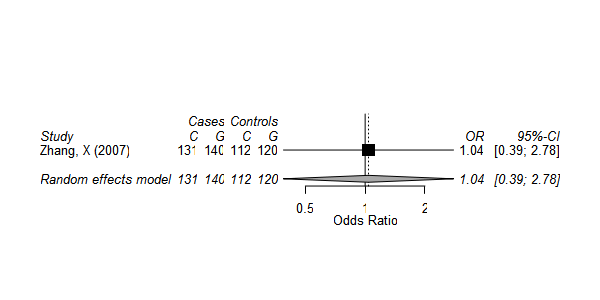 Cases Controls
Study C G C G OR 95%-CI
Zhang, X (2007) 131 140 112 120 1.04 [0.39; 2.78]
Random effects model 131 140 112 120 1.04 [0.39; 2.78]
0.5 1 2
Odds Ratio